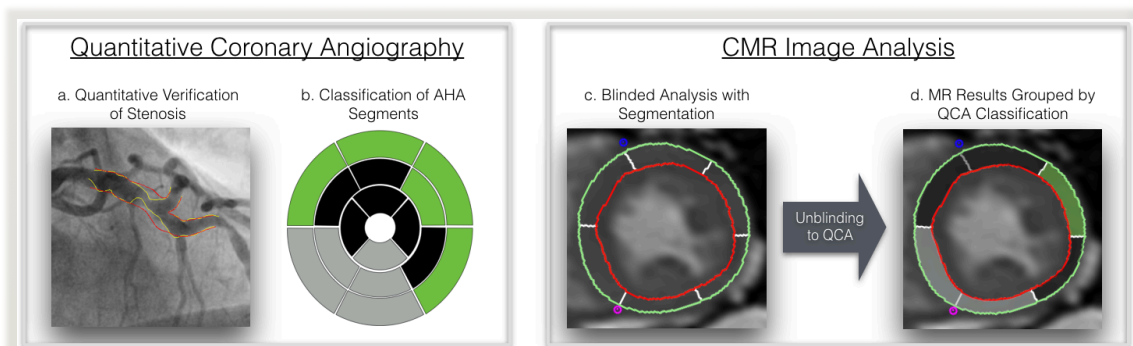 Quantitative Coronary Angiography
a. Quantitative Verification
of Stenosis
b. Classification of AHA
Segments
CMR Image Analysis
c. Blinded Analysis with
Segmentation
d. MR Results Grouped by
QCA Classification
Unblinding
to QCA